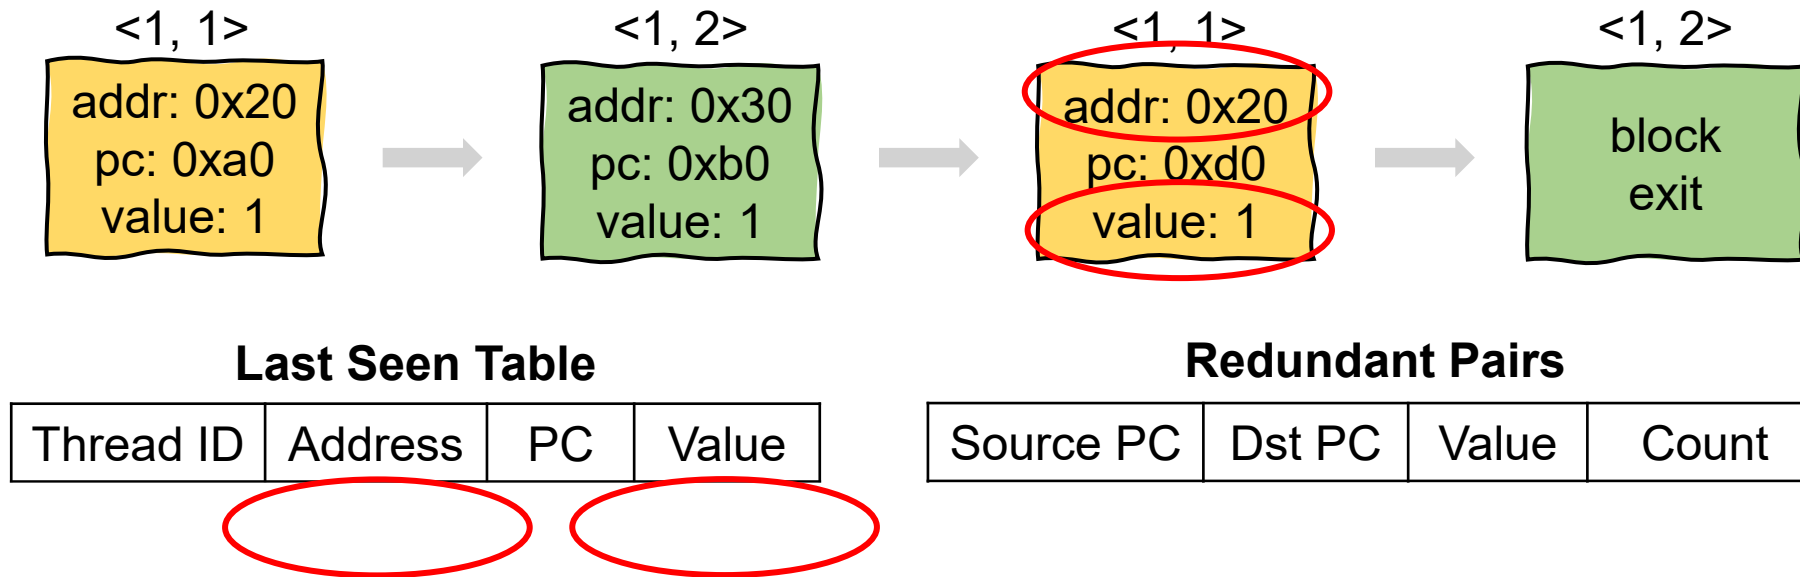 <1, 1>
addr: 0x20
pc: 0xa0
value: 1
<1, 2>
addr: 0x30
pc: 0xb0
value: 1
<1, 1>
addr: 0x20
pc: 0xd0
value: 1
<1, 2>
block
exit
Last Seen Table
Thread ID Address PC Value
Redundant Pairs
Source PC Dst PC Value Count